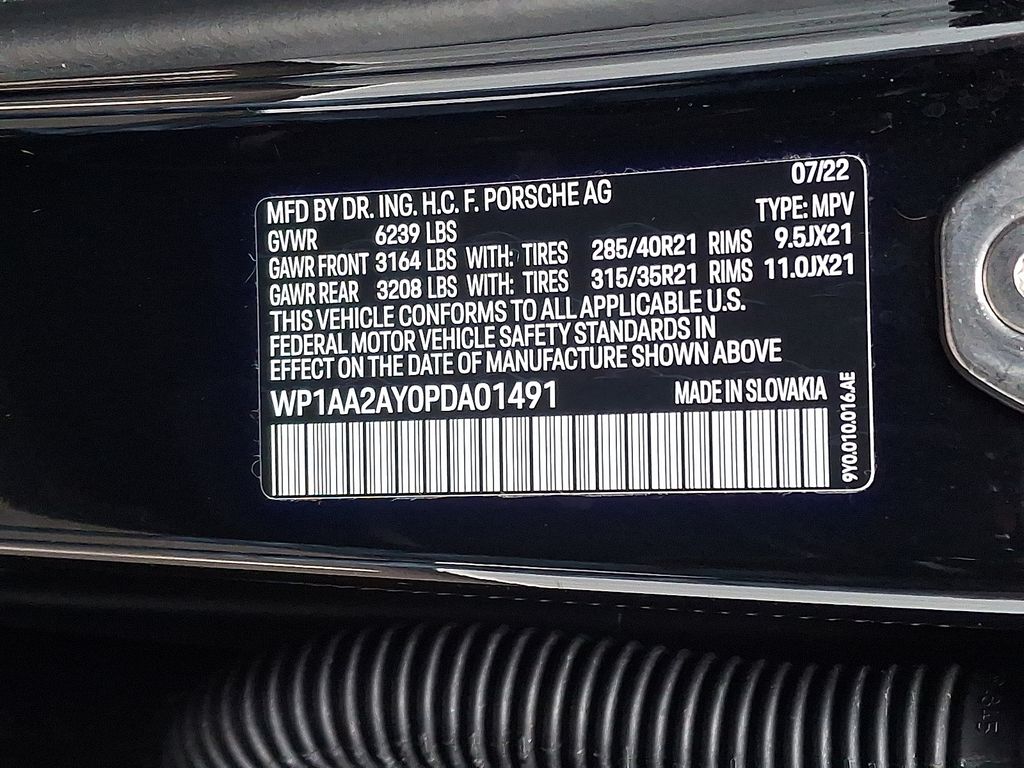 07/22
MFD BY DR. ING. H.C. F. PORSCHE AG
TYPE: MPV
GVWR 6239 LBS
GAWR FRONT 3164 LBS WITH: TIRES 285/40R21 RIMS 9.5JX21
GAWR REAR 3208 LBS WITH: TIRES 315/35R21 RIMS 11.0JX21
THIS VEHICLE CONFORMS TO ALL APPLICABLE U.S.
FEDERAL MOTOR VEHICLE SAFETY STANDARDS IN
EFFECT ON THE DATE OF MANUFACTURE SHOWN ABOVE
WP1AA2AY0PDA01491 MADE IN SLOVAKIA
9Y0.010.016.AE